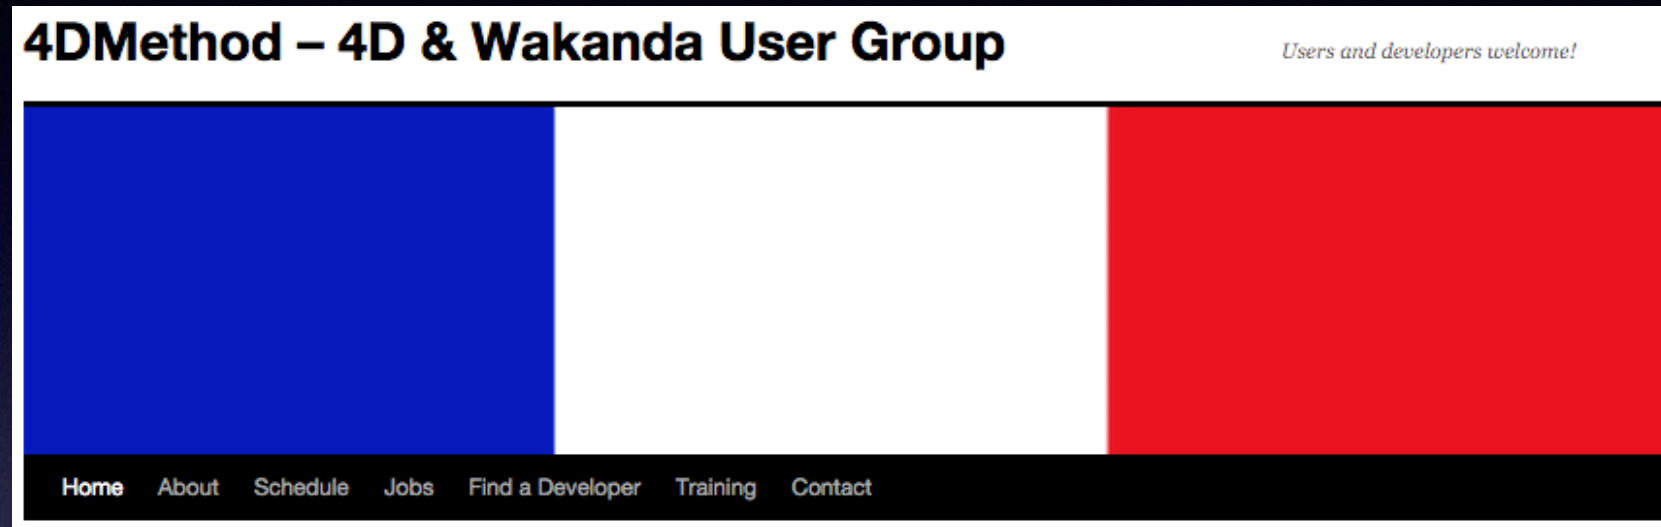 4DMethod – 4D & Wakanda User Group
Users and developers welcome!
Home About Schedule Jobs Find a Developer Training Contact